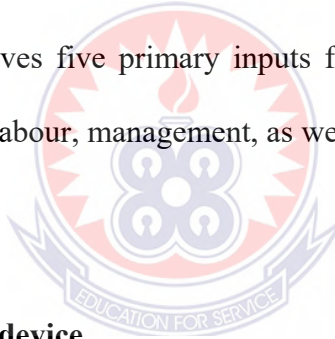 ves five primary inputs f
abour, management, as we
EDUCATION FOR SERVICE
device